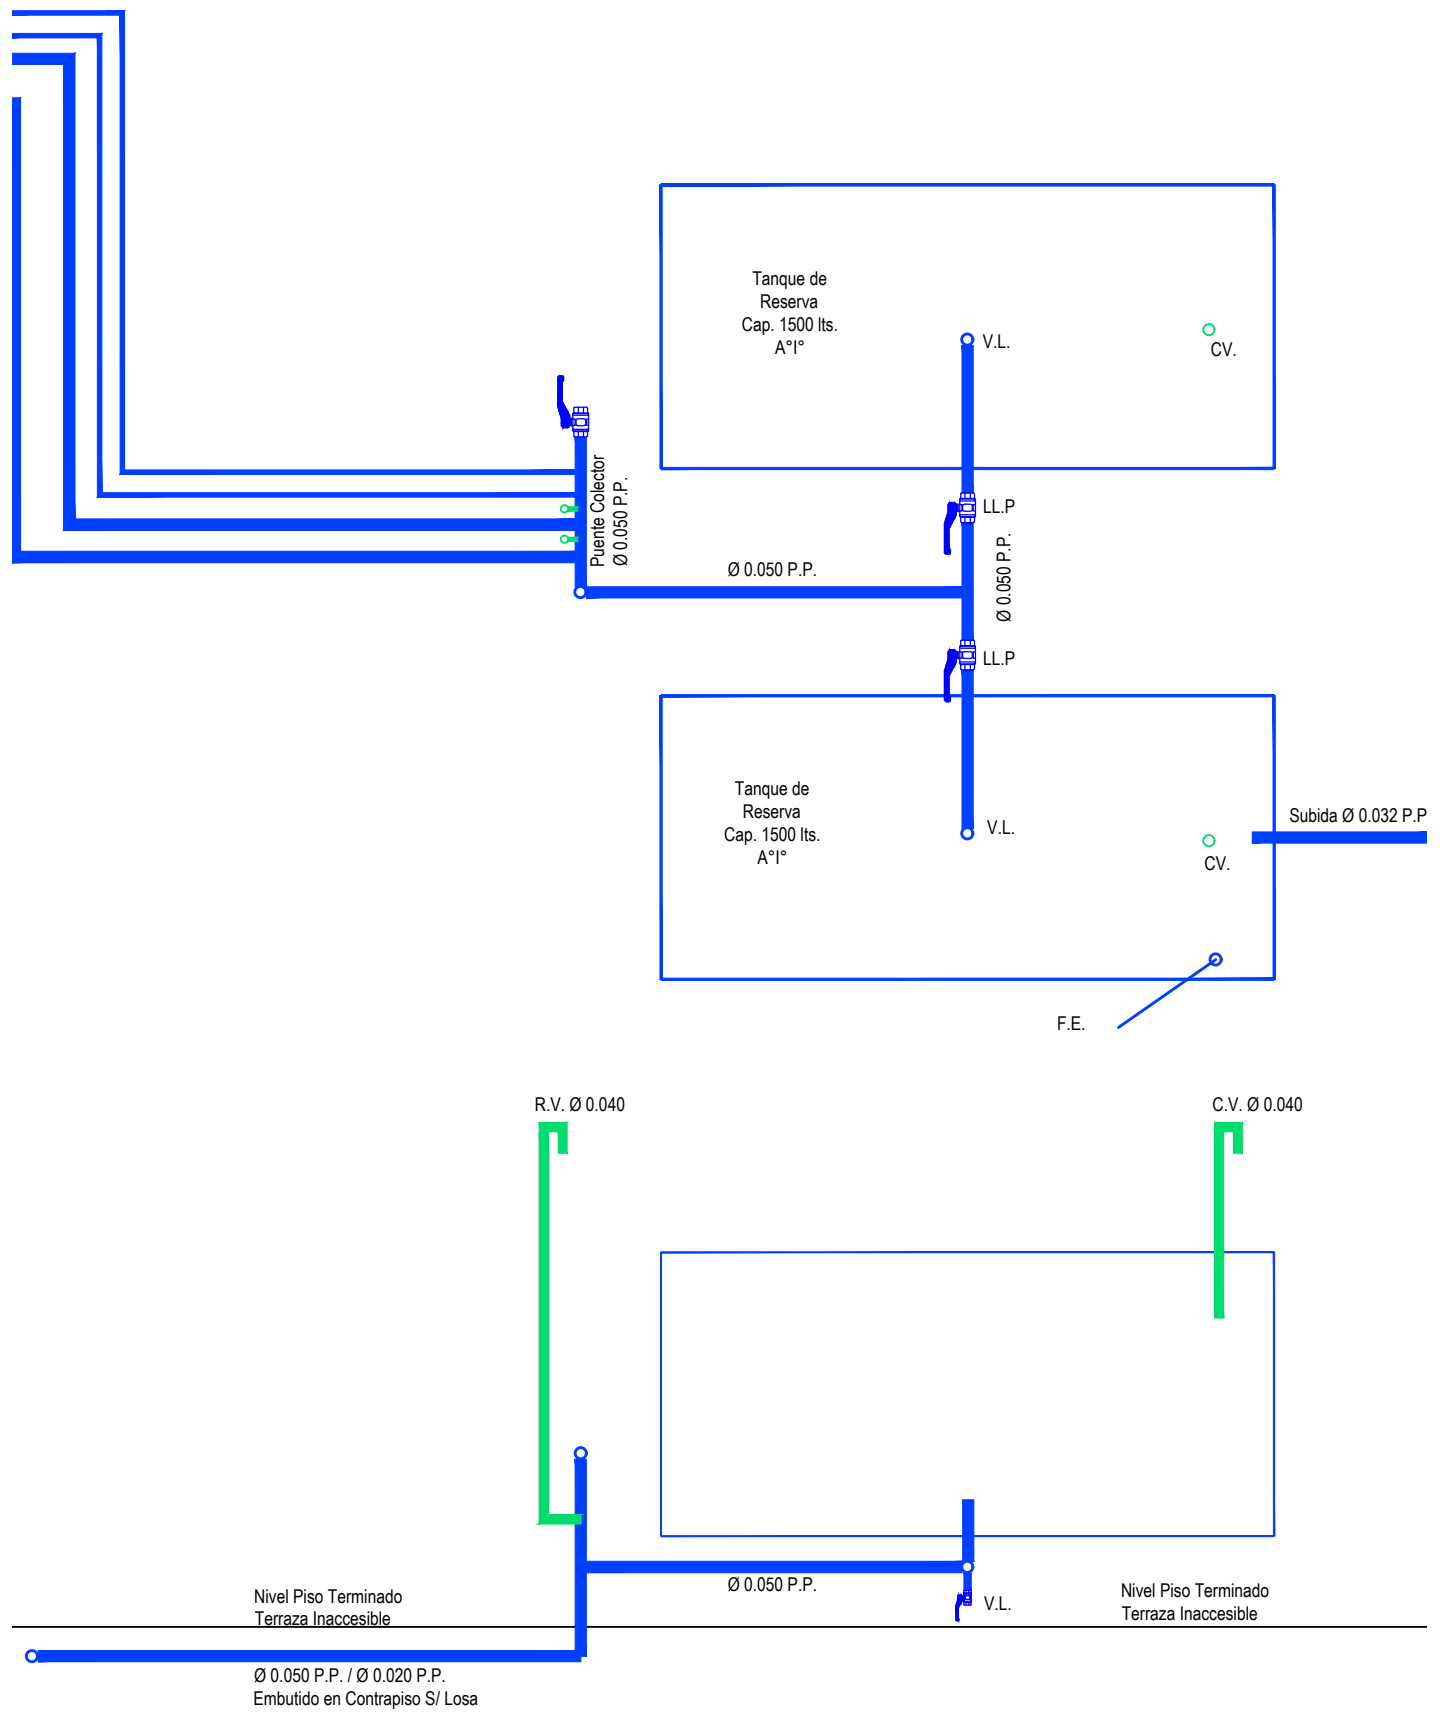 Tanque de
Reserva
Cap. 1500 lts.
A°I°
V.L.
CV.
Puente Colector
Ø 0.050 P.P.
LL.P
Ø 0.050 P.P.
Ø 0.050 P.P.
LL.P
Tanque de
Reserva
Cap. 1500 lts.
A°I°
V.L.
Subida Ø 0.032 P.P
CV.
F.E.
R.V. Ø 0.040
C.V. Ø 0.040
Ø 0.050 P.P.
V.L.
Nivel Piso Terminado
Terraza Inaccesible
Nivel Piso Terminado
Terraza Inaccesible
Ø 0.050 P.P. / Ø 0.020 P.P.
Embutido en Contrapiso S/ Losa